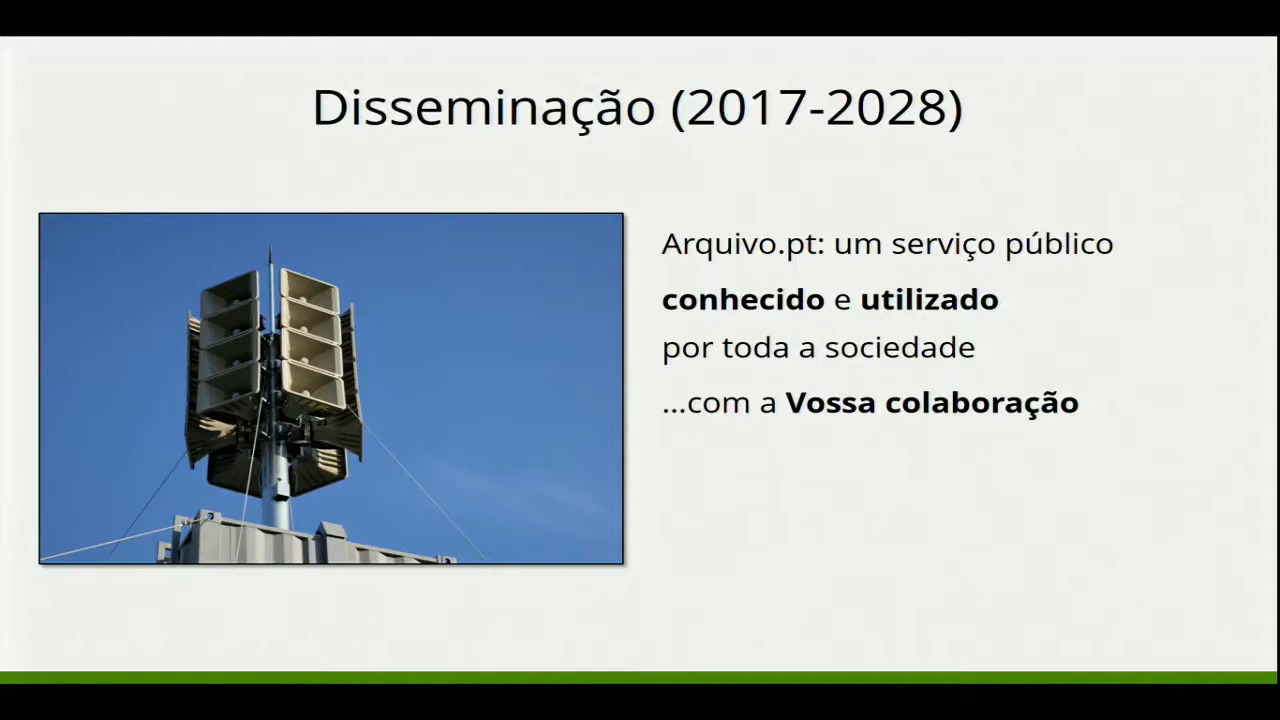 Disseminação (2017-2028)
Arquivo.pt: um serviço público
conhecido e utilizado
por toda a sociedade
...com a Vossa colaboração